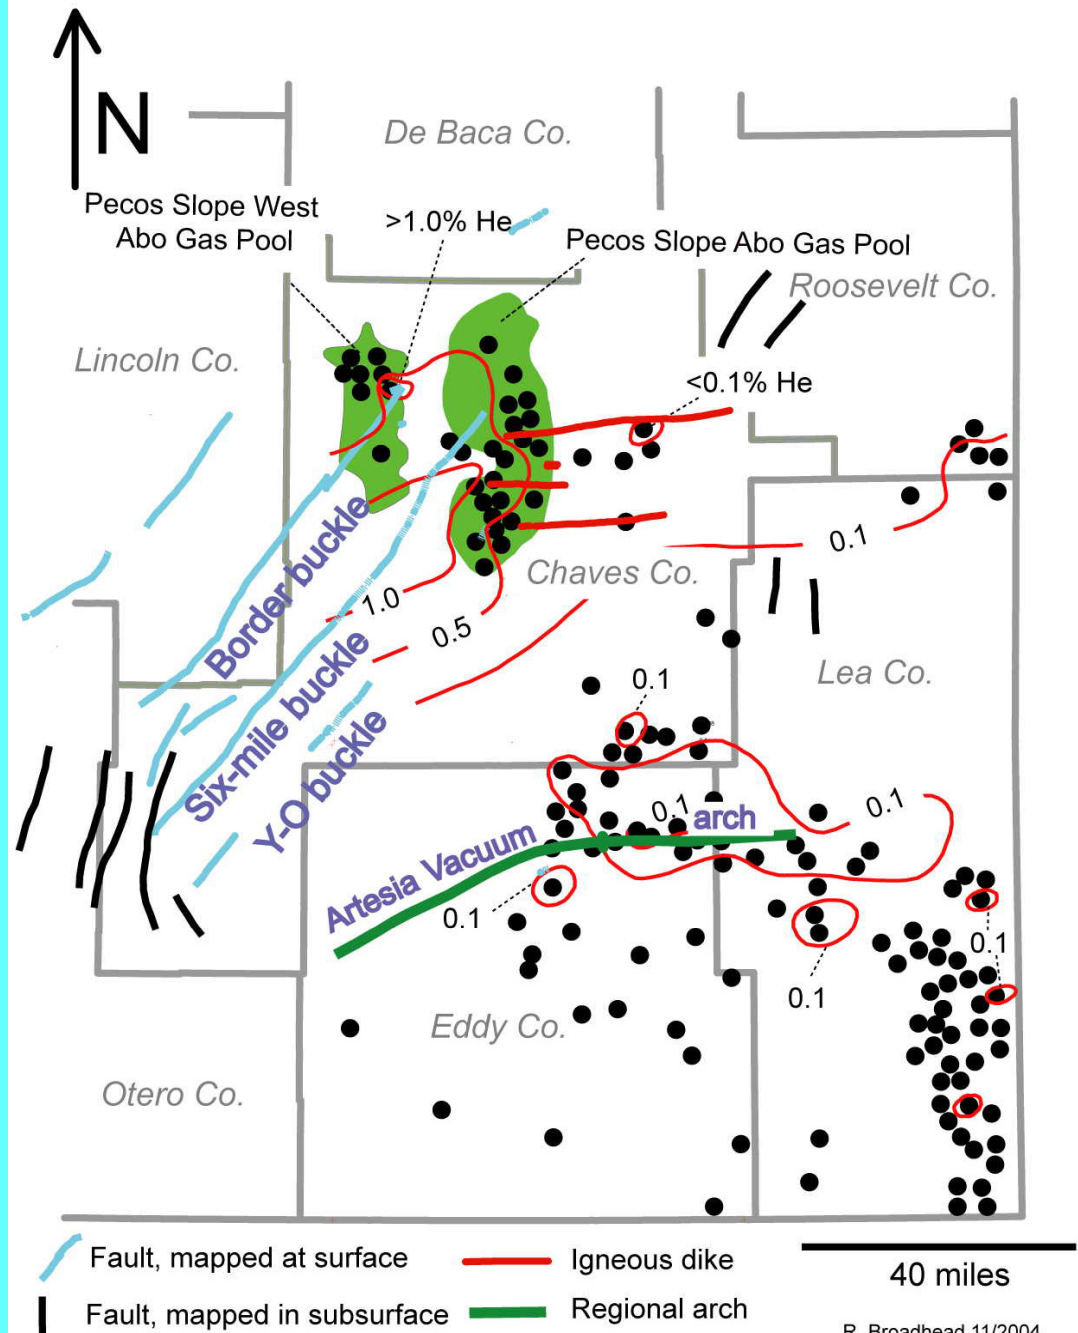 N
De Baca Co.
Pecos Slope West
Abo Gas Pool
>1.0% He
Pecos Slope Abo Gas Pool
Roosevelt Co.
Lincoln Co.
<0.1% He
0.1
Chaves Co.
Border buckle
1.0
0.5
Six-mile buckle
Y-O buckle
Lea Co.
0.1
0.1
arch
0.1
Artesia Vacuum
0.1
0.1
0.1
Eddy Co.
Otero Co.
Fault, mapped at surface
Igneous dike
40 miles
Fault, mapped in subsurface
Regional arch
R. Broadhead 11/2004